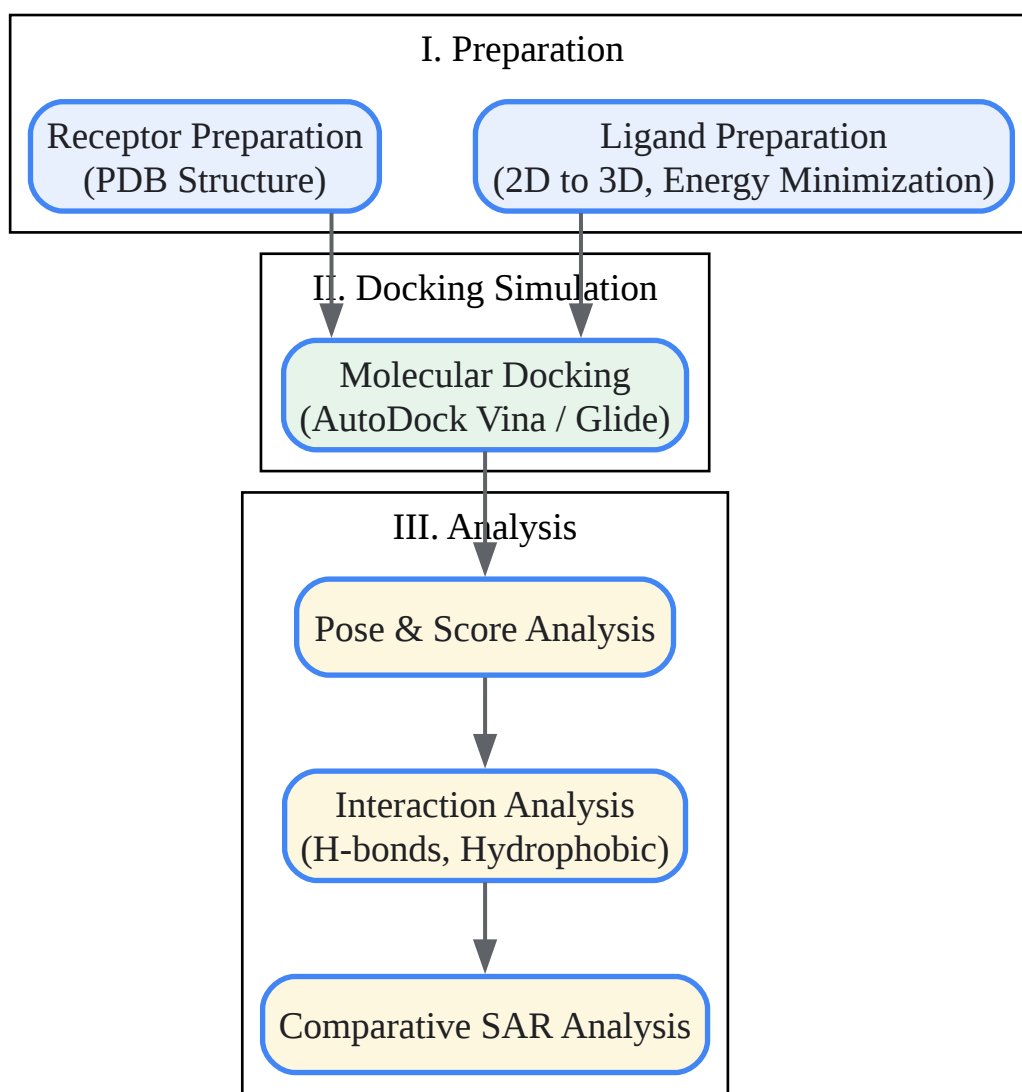 I. Preparation
Receptor Preparation
(PDB Structure)
Ligand Preparation
(2D to 3D, Energy Minimization)
II. Docking Simulation
Molecular Docking
(AutoDock Vina / Glide)
III. Analysis
Pose & Score Analysis
Interaction Analysis
(H-bonds, Hydrophobic)
Comparative SAR Analysis